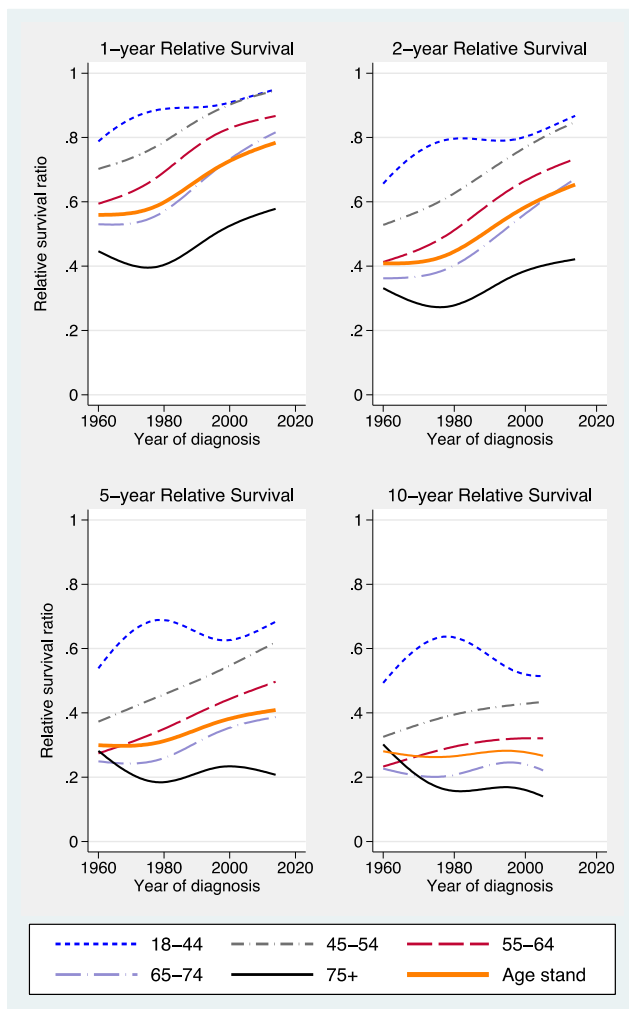 1−year Relative Survival
2−year Relative Survival
Relative survival ratio
1
.8
.6
.4
.2
0
1960 1980 2000 2020
Year of diagnosis
1
.8
.6
.4
.2
0
1960 1980 2000 2020
Year of diagnosis
5−year Relative Survival
10−year Relative Survival
Relative survival ratio
1
.8
.6
.4
.2
0
1960 1980 2000 2020
Year of diagnosis
1
.8
.6
.4
.2
0
1960 1980 2000 2020
Year of diagnosis
18−44 45−54 55−64
65−74 75+ Age stand